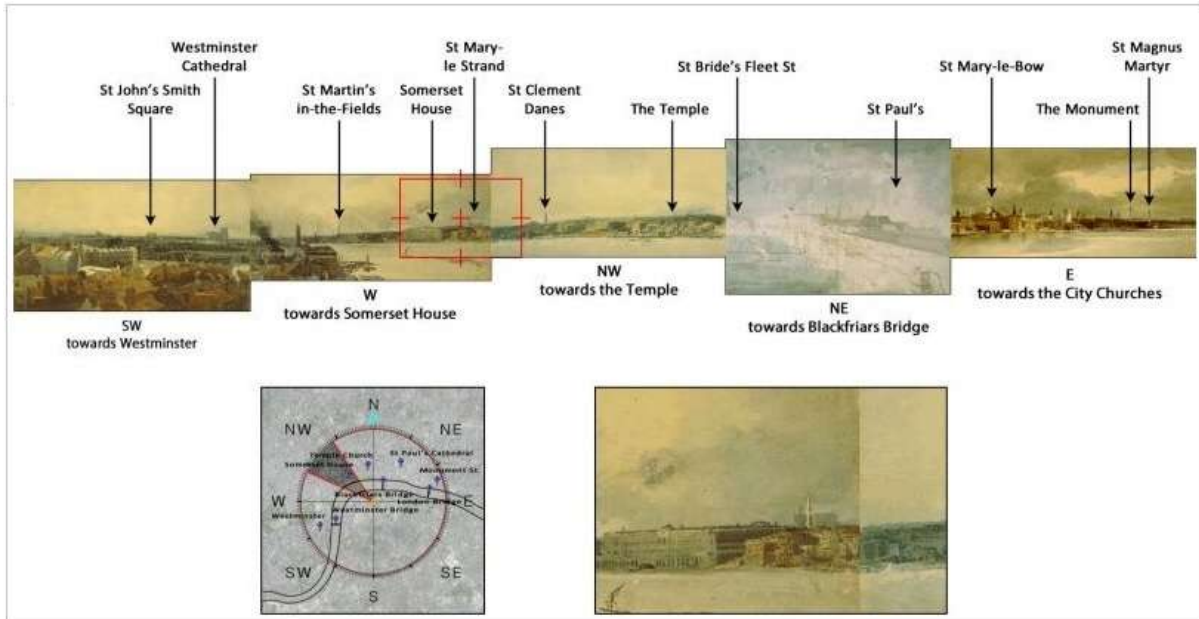 Westminster
Cathedral
St John's Smith
Square
St Martin's
in-the-Fields
Somerset
House
St Mary-
le Strand
St Clement
Danes
The Temple
St Bride's Fleet St
St Paul's
St Mary-le-Bow
The Monument
St Magnus
Martyr
SW
towards Westminster
W
towards Somerset House
NW
towards the Temple
NE
towards Blackfriars Bridge
E
towards the City Churches
N
NW
NE
Temple Church
St Paul's Cathedral
Somerset House
Monument St.
W
Blackfriars Bridge
London Bridge
E
Westminster
Westminster Bridge
SW
SE
S